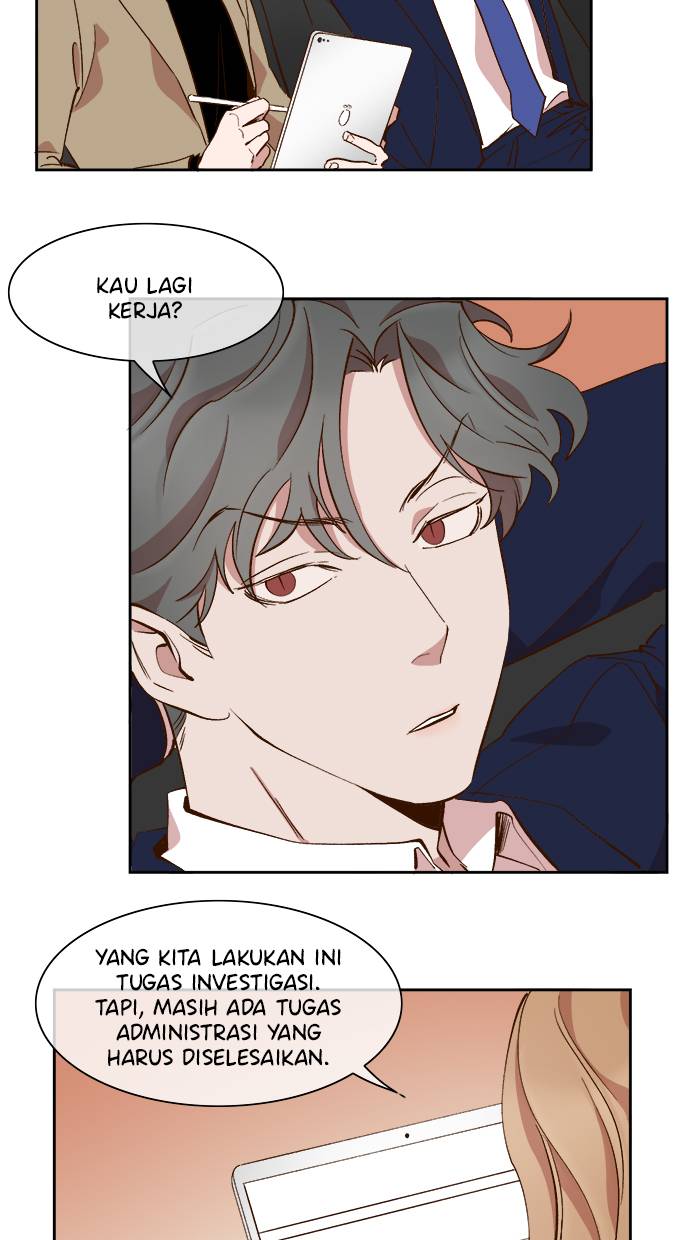 KAU LAGI
KERJA?
YANG KITA LAKUKAN INI
TUGAS INVESTIGASI.
TAPI, MASIH ADA TUGAS
ADMINISTRASI YANG
HARUS DISELESAIKAN.